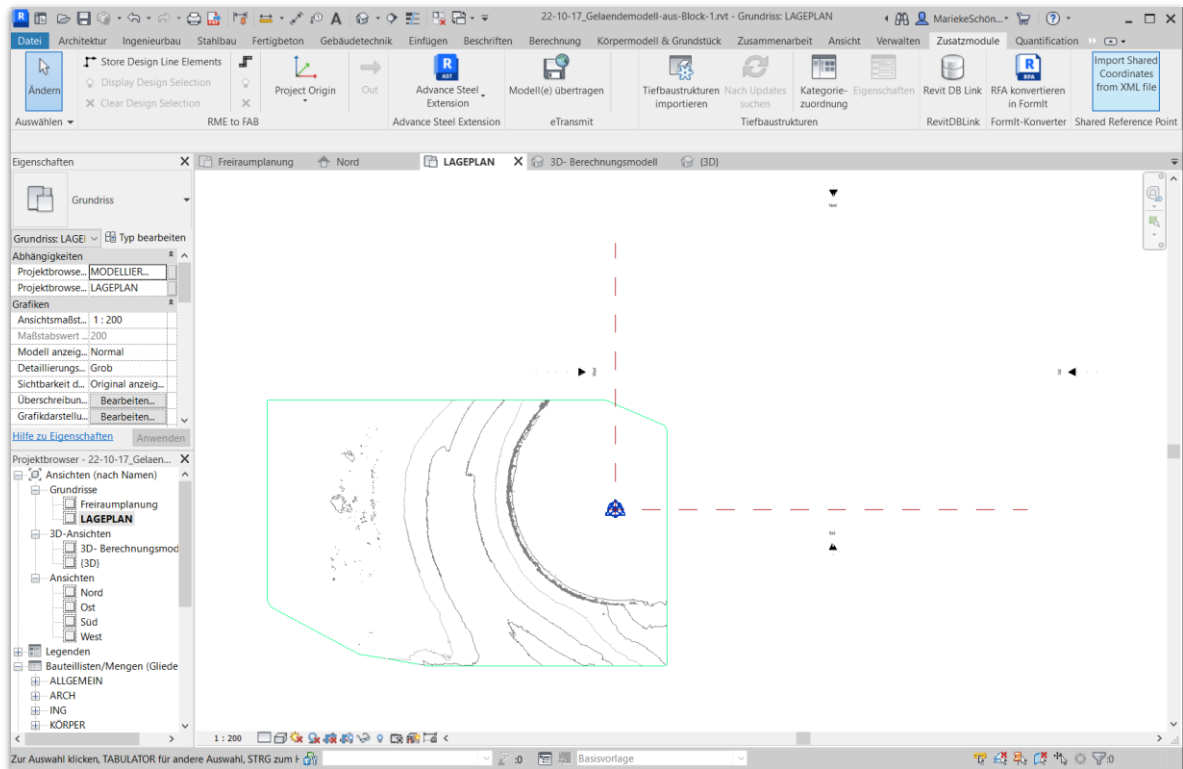 22-10-17_Gelaendemodell-aus-Block-1.rvt - Grundriss: LAGEPLAN
MariekeSchön...
Datei Architektur Ingenieurbau Stahlbau Fertigbeton Gebäudetechnik Einfügen Beschriften Berechnung Körpermodell & Grundstück Zusammenarbeit Ansicht Verwalten Zusatzmodule Quantification
Ändern
Store Design Line Elements
Display Design Selection
Clear Design Selection
Project Origin
Out
Advance Steel
Extension
Modell(e) übertragen
Tiefbaustrukturen
importieren
Nach Updates
suchen
Kategorie-
zuordnung
Eigenschaften
Revit DB Link
RFA konvertieren
in FormIt
Import Shared
Coordinates
from XML file
Auswählen RME to FAB Advance Steel Extension eTransmit Tiefbaustrukturen RevitDBLink FormIt-Konverter Shared Reference Point
Eigenschaften
Freiraumplanung Nord LAGEPLAN 3D- Berechnungsmodell {3D}
Grundriss
Grundriss: LAGEI Typ bearbeiten
Abhängigkeiten
Projektbrowse... MODELLIER...
Projektbrowse... LAGEPLAN
Grafiken
Ansichtsmaßst... 1 : 200
Maßstabswert ... 200
Modell anzeig... Normal
Detaillierungs... Grob
Sichtbarkeit d... Original anzeig...
Überschreibun... Bearbeiten...
Grafikdarstellu... Bearbeiten...
Hilfe zu Eigenschaften Anwenden
Projektbrowser - 22-10-17_Gelaen...
Ansichten (nach Namen)
Grundrisse
Freiraumplanung
LAGEPLAN
3D-Ansichten
3D- Berechnungsmod
{3D}
Ansichten
Nord
Ost
Süd
West
Legenden
Bauteillisten/Mengen (Gliede
ALLGEMEIN
ARCH
ING
KÖRPER
1 : 200
Zur Auswahl klicken, TABULATOR für andere Auswahl, STRG zum H
:0 Basisvorlage :0